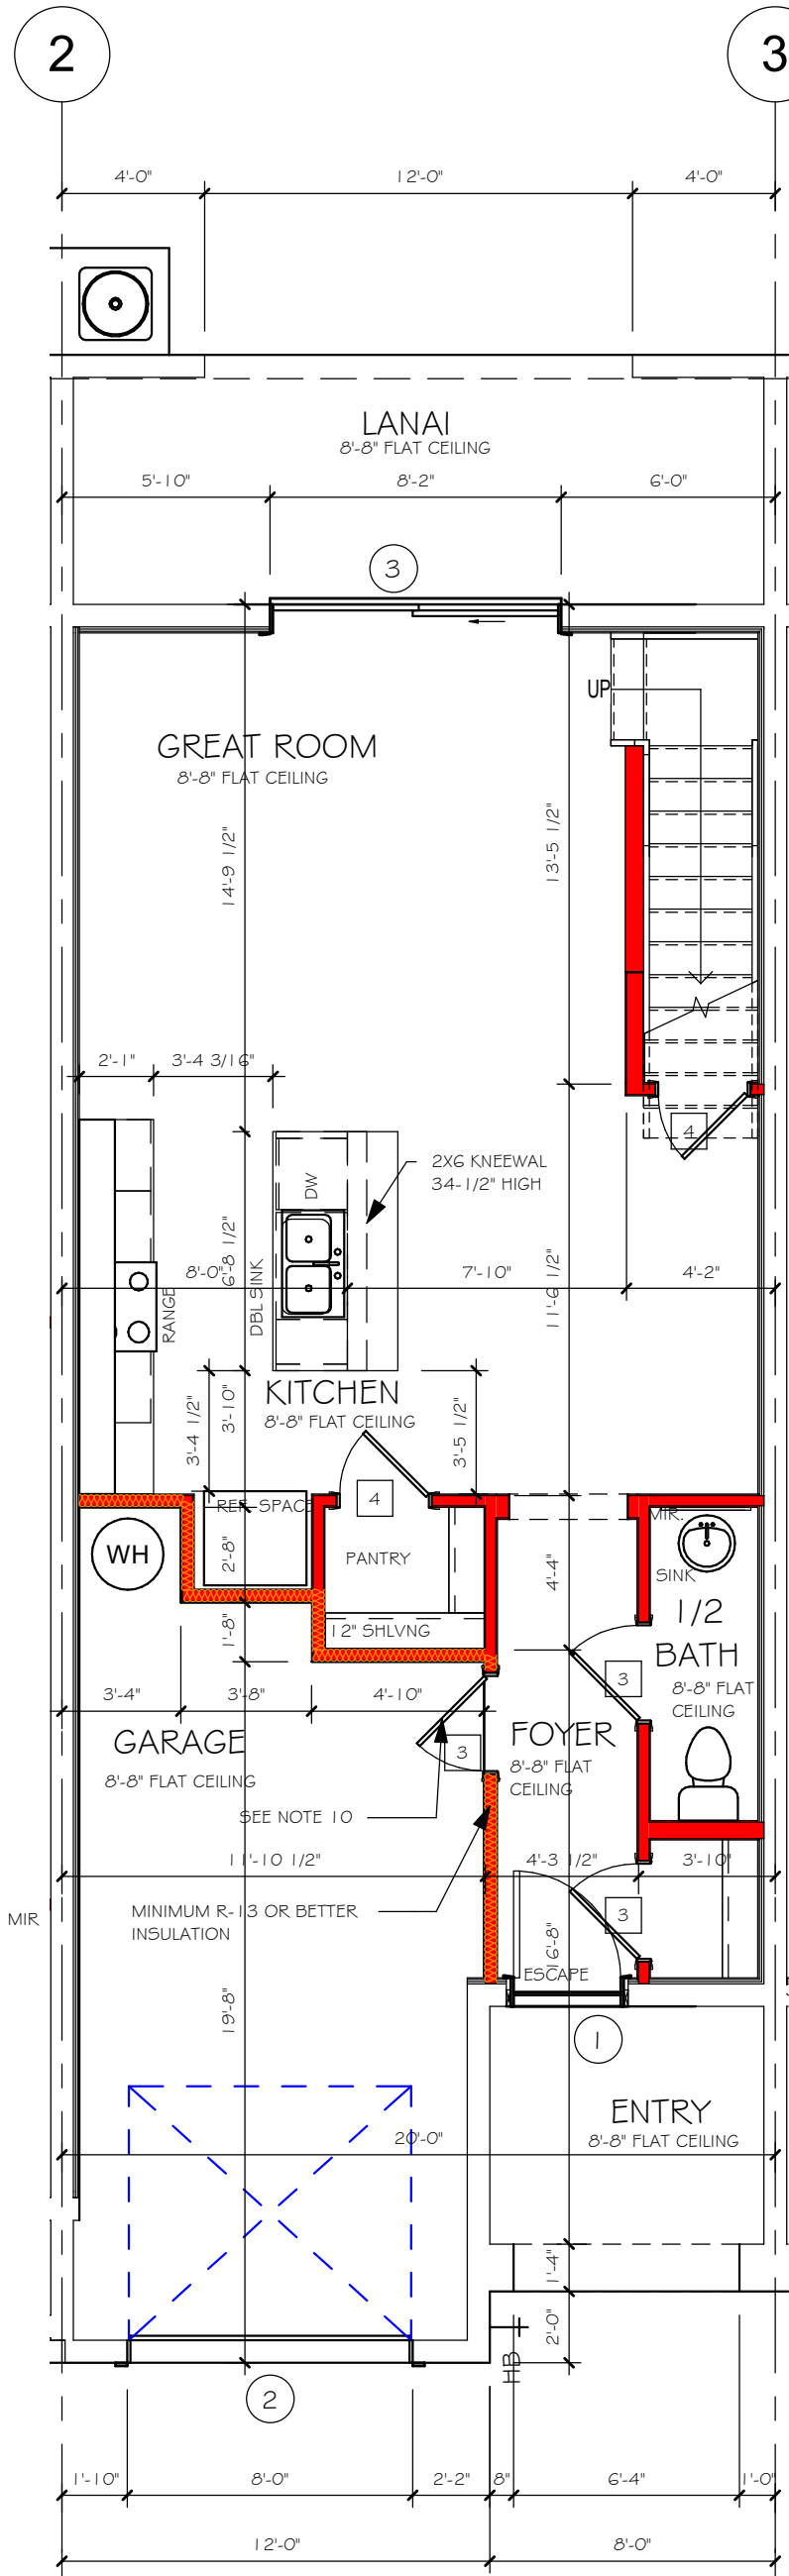 2
3
4'-0"
12'-0"
4'-0"
LANAI
8'-8" FLAT CEILING
5'-10"
8'-2"
6'-0"
3
UP
GREAT ROOM
8'-8" FLAT CEILING
14'-9 1/2"
13'-5 1/2"
2'-1"
3'-4 3/16"
4
2X6 KNEEWAL
34-1/2" HIGH
DW
6'-8 1/2"
8'-0"
7'-10"
4'-2"
11'-6 1/2"
DBL SINK
RANGE
KITCHEN
8'-8" FLAT CEILING
3'-4 1/2"
3'-10"
3'-5 1/2"
4
REF. SPACE
MIR.
WH
2'-8"
PANTRY
4'-4"
SINK
1/2
BATH
8'-8" FLAT
CEILING
12" SHLVNG
1'-8"
3'-4"
3'-8"
4'-10"
3
GARAGE
8'-8" FLAT CEILING
3
FOYER
8'-8" FLAT
CEILING
SEE NOTE 10
11'-10 1/2"
4'-3 1/2"
3'-10"
MIR
MINIMUM R-13 OR BETTER
INSULATION
3
16'-8"
ESCAPE
19'-8"
1
ENTRY
8'-8" FLAT CEILING
20'-0"
1'-4"
2'-0"
HB
2
1'-10"
8'-0"
2'-2"
8"
6'-4"
1'-0"
12'-0"
8'-0"